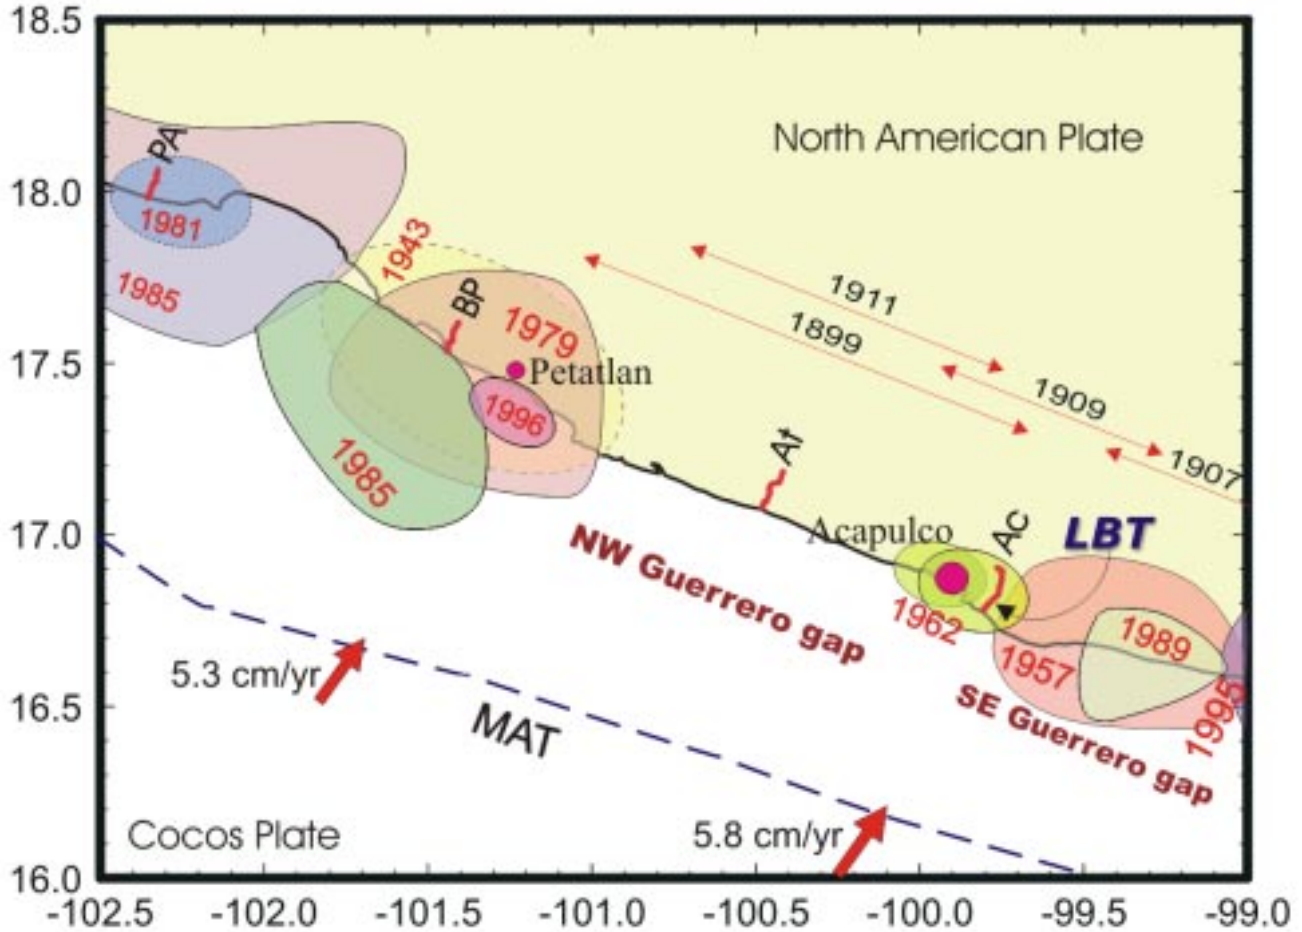 18.5
18.0
17.5
17.0
16.5
16.0
-102.5
-102.0
-101.5
-101.0
-100.5
-100.0
-99.5
-99.0
North American Plate
PA
1981
1985
1943
BP
1979
Petatlan
1996
1985
1911
1899
1909
1907
At
Acapulco
Ac
LBT
1962
1957
1989
1995
NW Guerrero gap
SE Guerrero gap
5.3 cm/yr
MAT
5.8 cm/yr
Cocos Plate